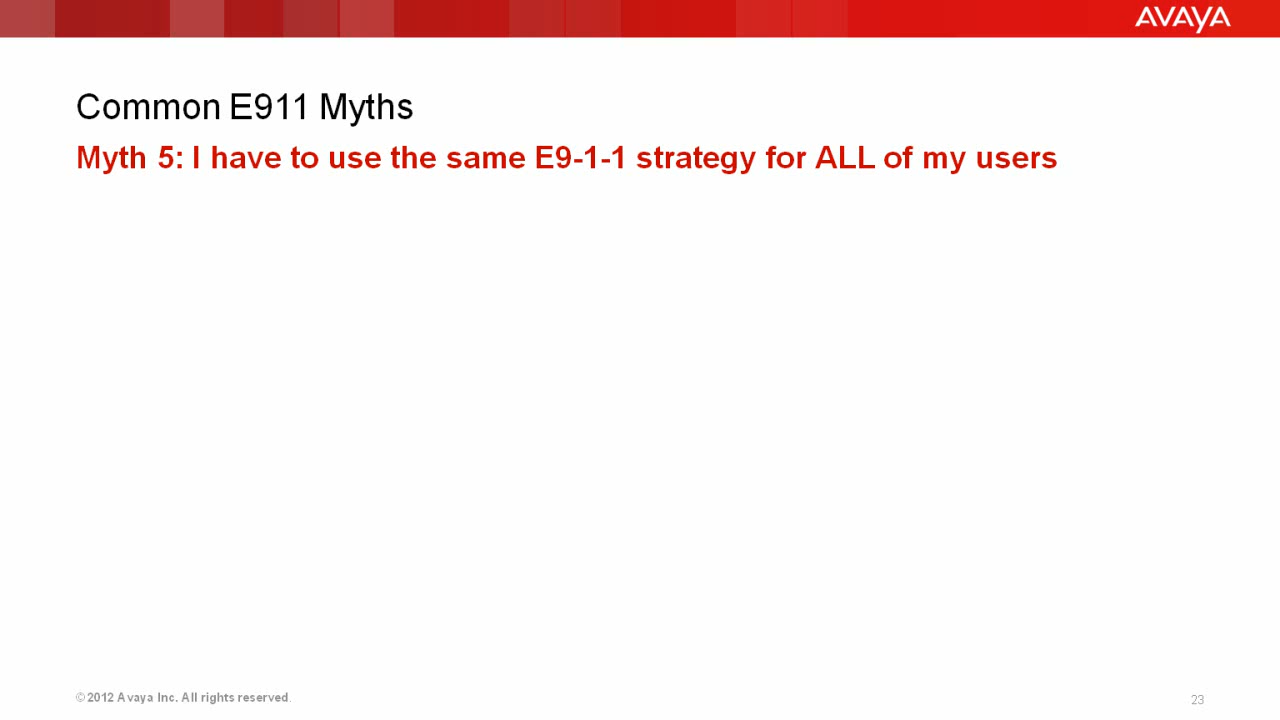 AVAYA
Common E911 Myths
Myth 5: I have to use the same E9-1-1 strategy for ALL of my users
© 2012 Avaya Inc. All rights reserved.
23